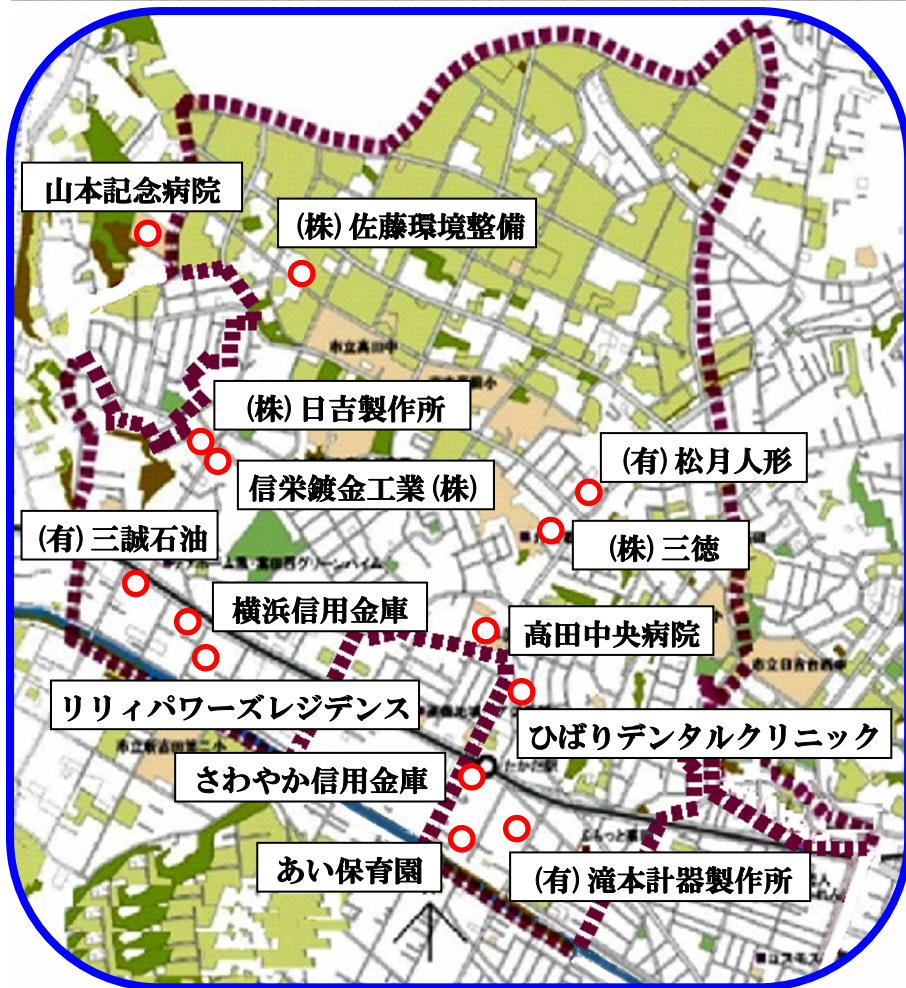 山本記念病院
(株)佐藤環境整備
市立高田中
(株)日吉製作所
(有)松月人形
信栄鍍金工業(株)
(有)三誠石油
(株)三徳
横浜信用金庫
高田中央病院
市立日吉台西中
リリィパワーズレジデンス
ひばりデンタルクリニック
市立新吉田第二小
さわやか信用金庫
たかた駅
あい保育園
(有)滝本計器製作所